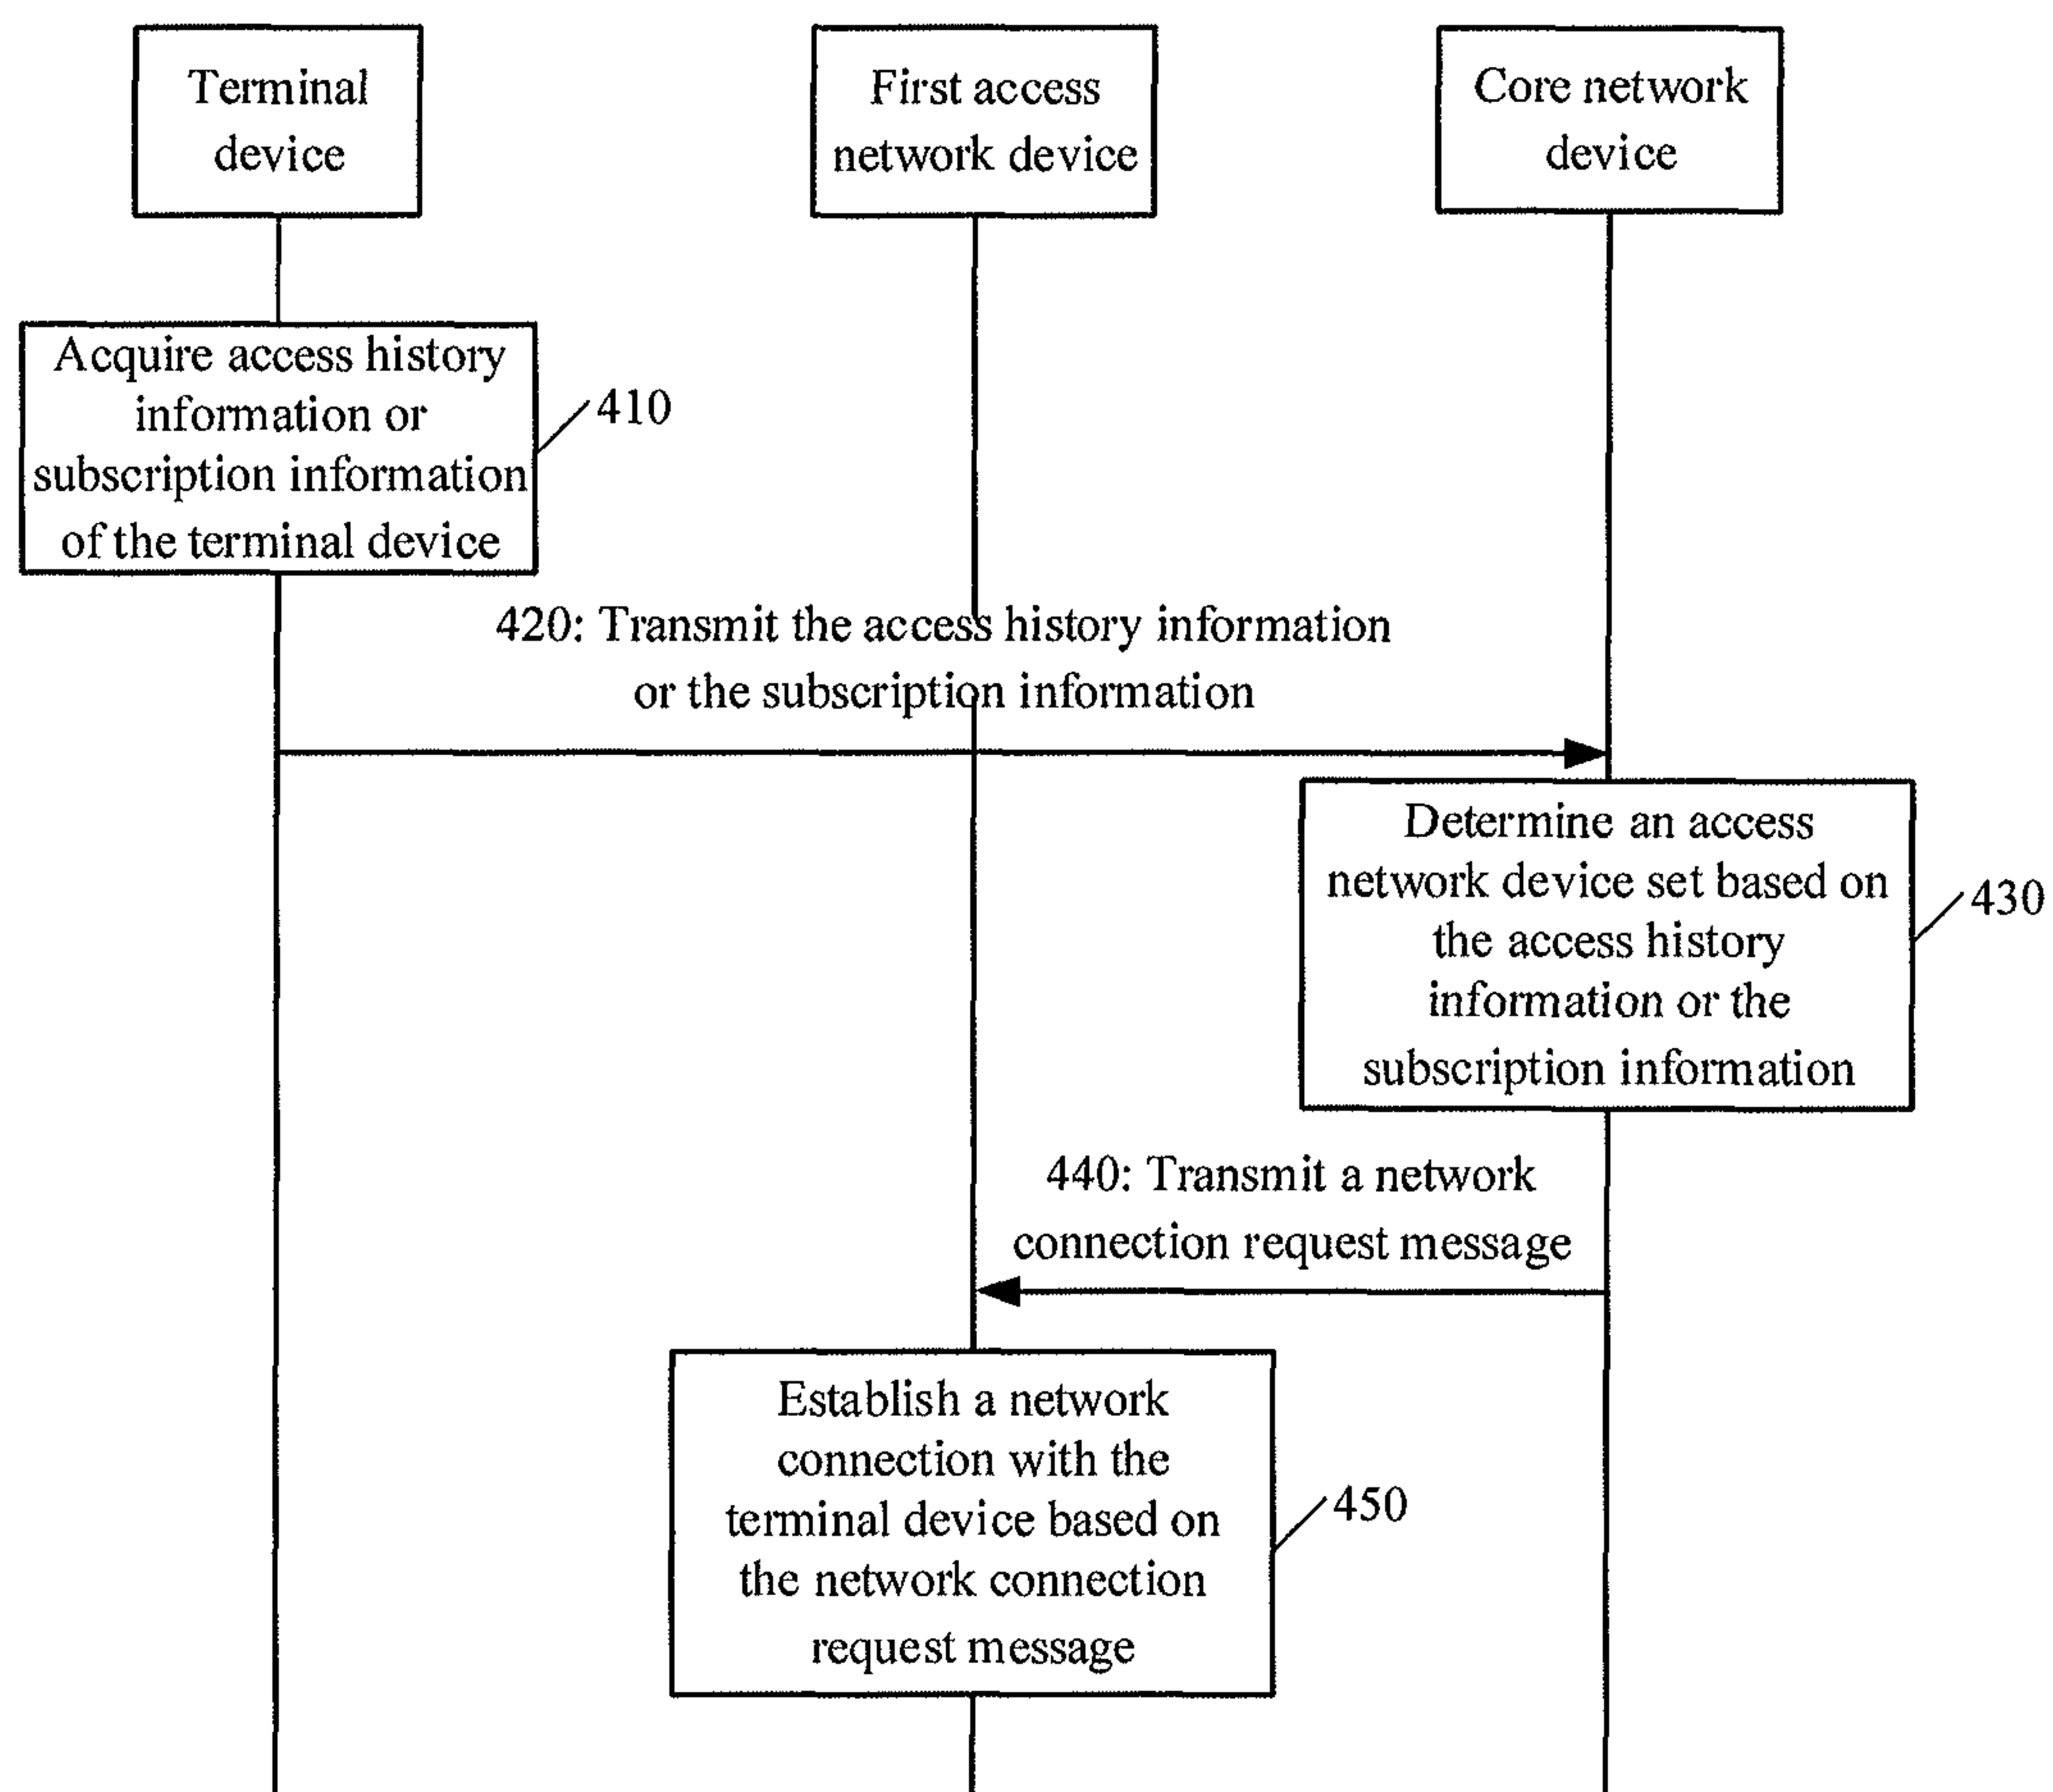 Terminal
device
First access
network device
Core network
device
Acquire access history
information or
subscription information
of the terminal device
410
420: Transmit the access history information
or the subscription information
Determine an access
network device set based on
the access history
information or the
subscription information
430
440: Transmit a network
connection request message
Establish a network
connection with the
terminal device based on
the network connection
request message
450